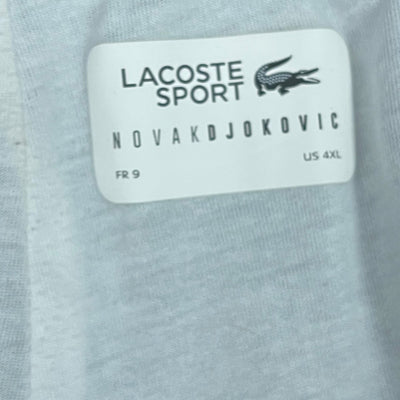 LACOSTE
SPORT
NOVAKDJOKOVIC
FR 9
US 4XL